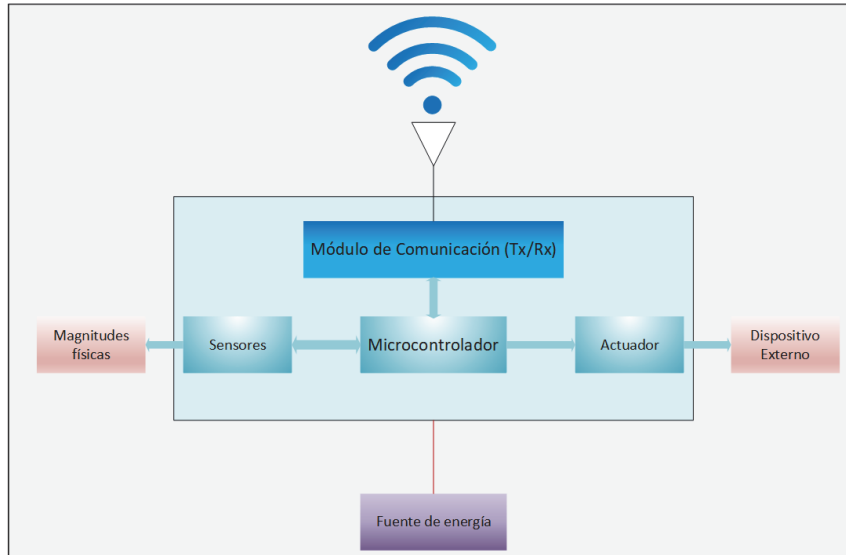 Módulo de Comunicación (Tx/Rx)
Magnitudes
físicas
Sensores
Microcontrolador
Actuador
Dispositivo
Externo
Fuente de energía